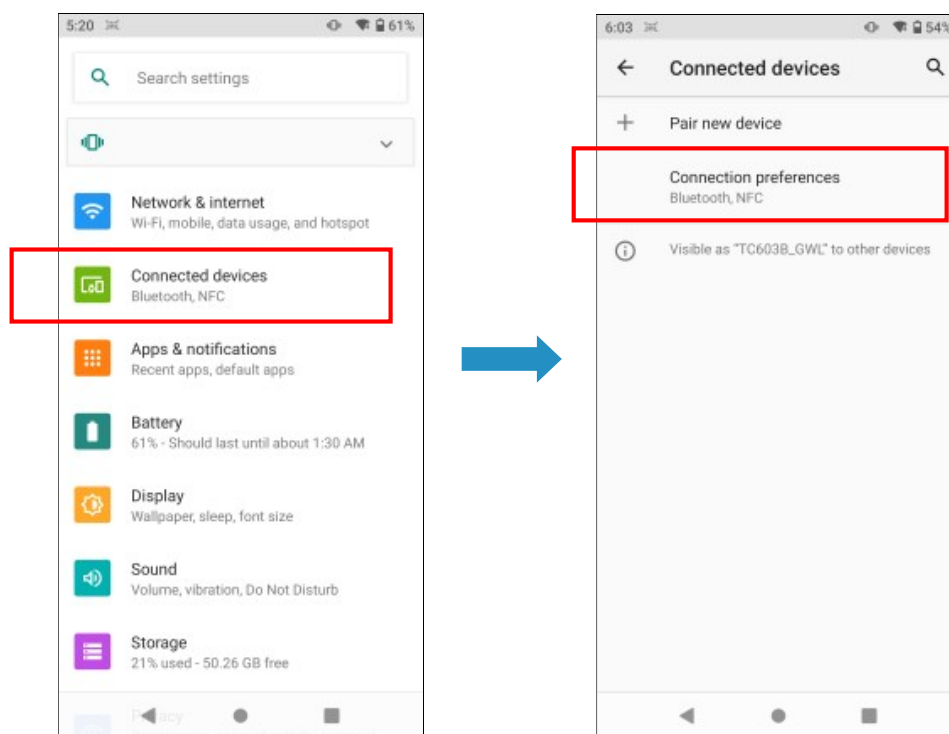 5:20
61%
Search settings
Network & internet
Wi-Fi, mobile, data usage, and hotspot
Connected devices
Bluetooth, NFC
Apps & notifications
Recent apps, default apps
Battery
61% - Should last until about 1:30 AM
Display
Wallpaper, sleep, font size
Sound
Volume, vibration, Do Not Disturb
Storage
21% used - 50.26 GB free
6:03
54%
Connected devices
Pair new device
Connection preferences
Bluetooth, NFC
Visible as "TC603B_GWL" to other devices